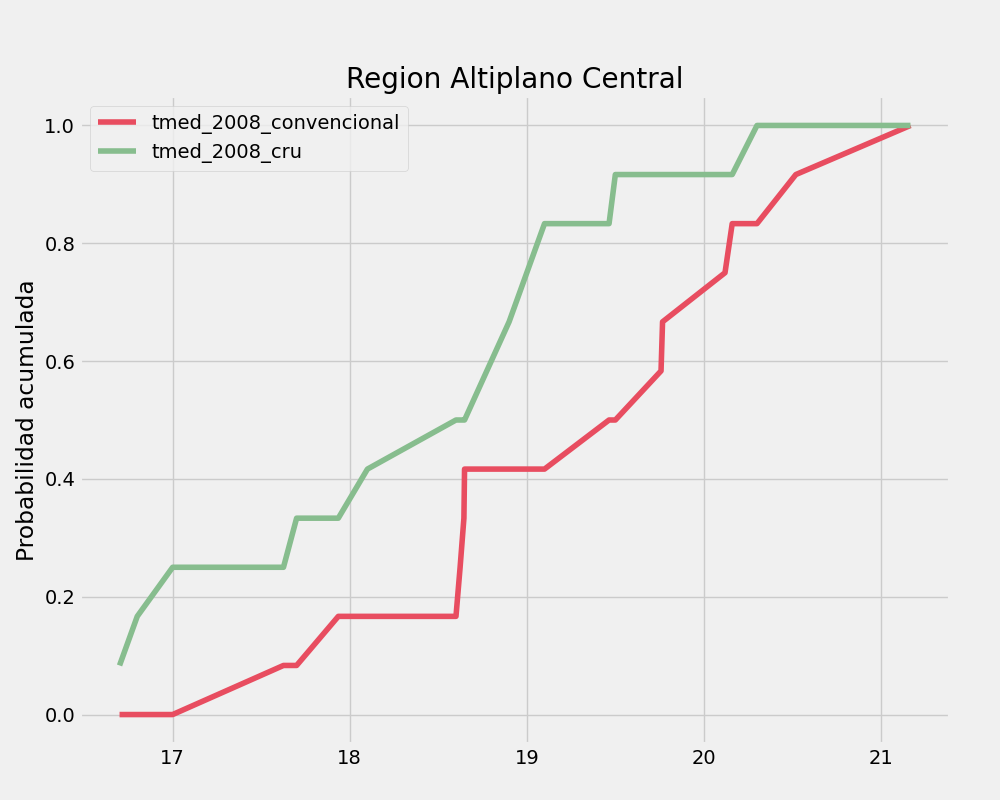 Region Altiplano Central
tmed_2008_convencional
tmed_2008_cru
Probabilidad acumulada
1.0
0.8
0.6
0.4
0.2
0.0
17 18 19 20 21